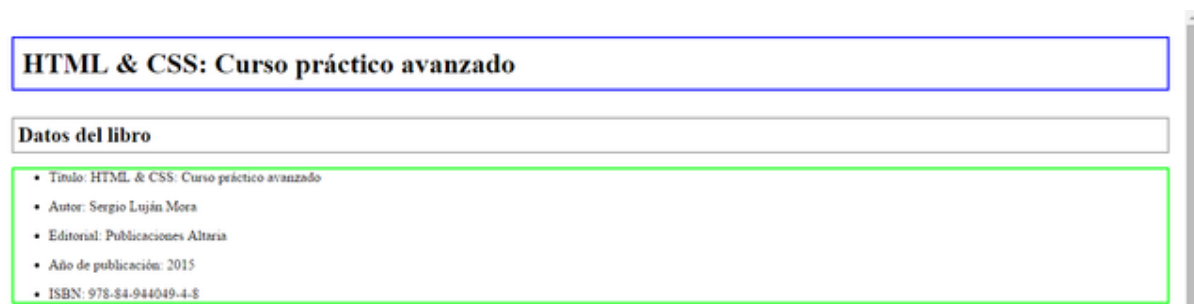 HTML & CSS: Curso práctico avanzado
Datos del libro
Titulo: HTML & CSS: Curso práctico avanzado
Autor: Sergio Luján Mora
Editorial: Publicaciones Altaria
Año de publicación: 2015
ISBN: 978-84-944049-4-8